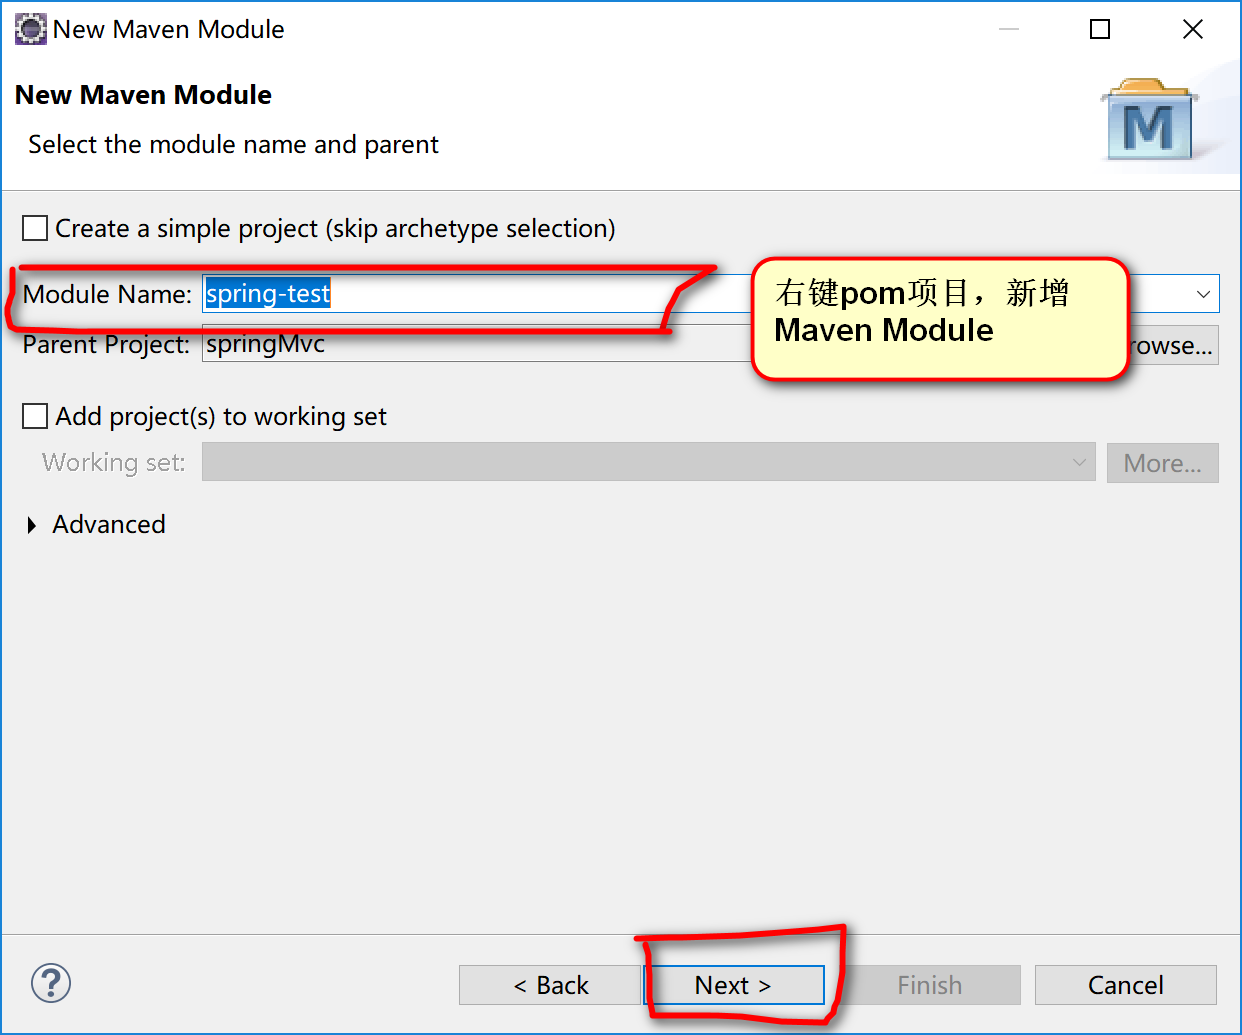 New Maven Module
New Maven Module
Select the module name and parent
Create a simple project (skip archetype selection)
Module Name: spring-test
右键pom项目，新增
Maven Module
Parent Project: springMvc
rowse...
Add project(s) to working set
Working set:
More...
Advanced
?
< Back
Next >
Finish
Cancel